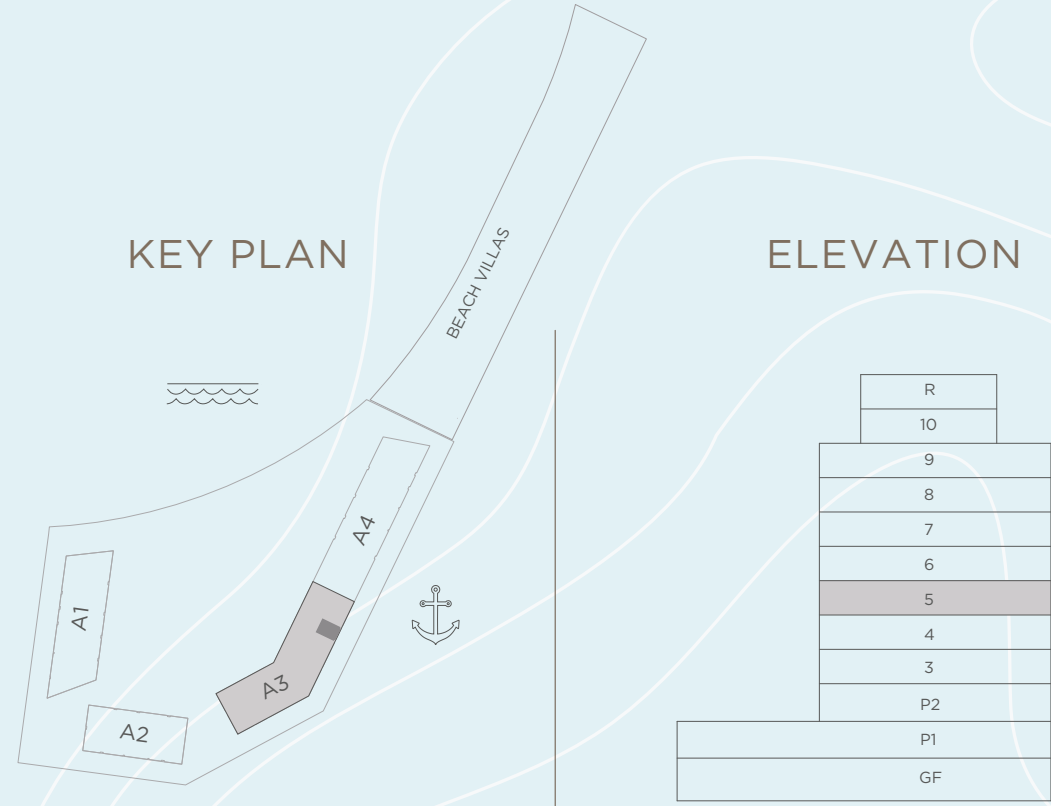 KEY PLAN
ELEVATION
BEACH VILLAS
A4
A1
A3
A2
R
10
9
8
7
6
5
4
3
P2
P1
GF